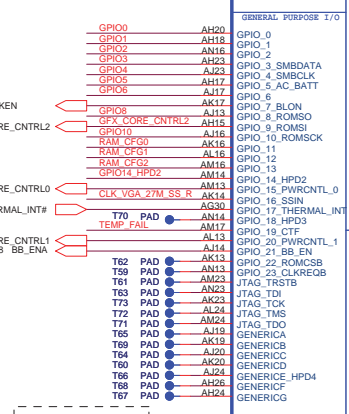 GENERAL PURPOSE I/O
GPIO0 AH20 GPIO_0
GPIO1 AH18 GPIO_1
GPIO2 AN16 GPIO_2
GPIO3 AH23 GPIO_3_SMBDATA
GPIO4 AJ23 GPIO_4_SMBCLK
GPIO5 AH17 GPIO_5_AC_BATT
GPIO6 AJ17 GPIO_6
KEN AK17 GPIO_7_BLON
GPIO8 AJ13 GPIO_8_ROMSO
RE_CNTRL2 GFX_CORE_CNTRL2 AH15 GPIO_9_ROMSI
GPIO10 AJ16 GPIO_10_ROMSCK
RAM_CFG0 AK16 GPIO_11
RAM_CFG1 AL16 GPIO_12
RAM_CFG2 AM16 GPIO_13
GPIO14_HPD2 AM14 GPIO_14_HPD2
RE_CNTRL0 AM13 GPIO_15_PWRCNTL_0
CLK_VGA_27M_SS_R AK14 GPIO_16_SSIN
RMAL_INT# AG30 GPIO_17_THERMAL_INT
T70 PAD AN14 GPIO_18_HPD3
TEMP_FAIL AM17 GPIO_19_CTF
RE_CNTRL1 AL13 GPIO_20_PWRCNTL_1
8 BB_ENA AJ14 GPIO_21_BB_EN
T62 PAD AK13 GPIO_22_ROMCSB
T59 PAD AN13 GPIO_23_CLKREQB
T61 PAD AM23 JTAG_TRSTB
T63 PAD AN23 JTAG_TDI
T73 PAD AK23 JTAG_TCK
T72 PAD AL24 JTAG_TMS
T71 PAD AM24 JTAG_TDO
T65 PAD AJ19 GENERICA
T69 PAD AK19 GENERICB
T64 PAD AJ20 GENERICC
T60 PAD AK20 GENERICD
T66 PAD AJ24 GENERICE_HPD4
T68 PAD AH26 GENERICF
T67 PAD AH24 GENERICG